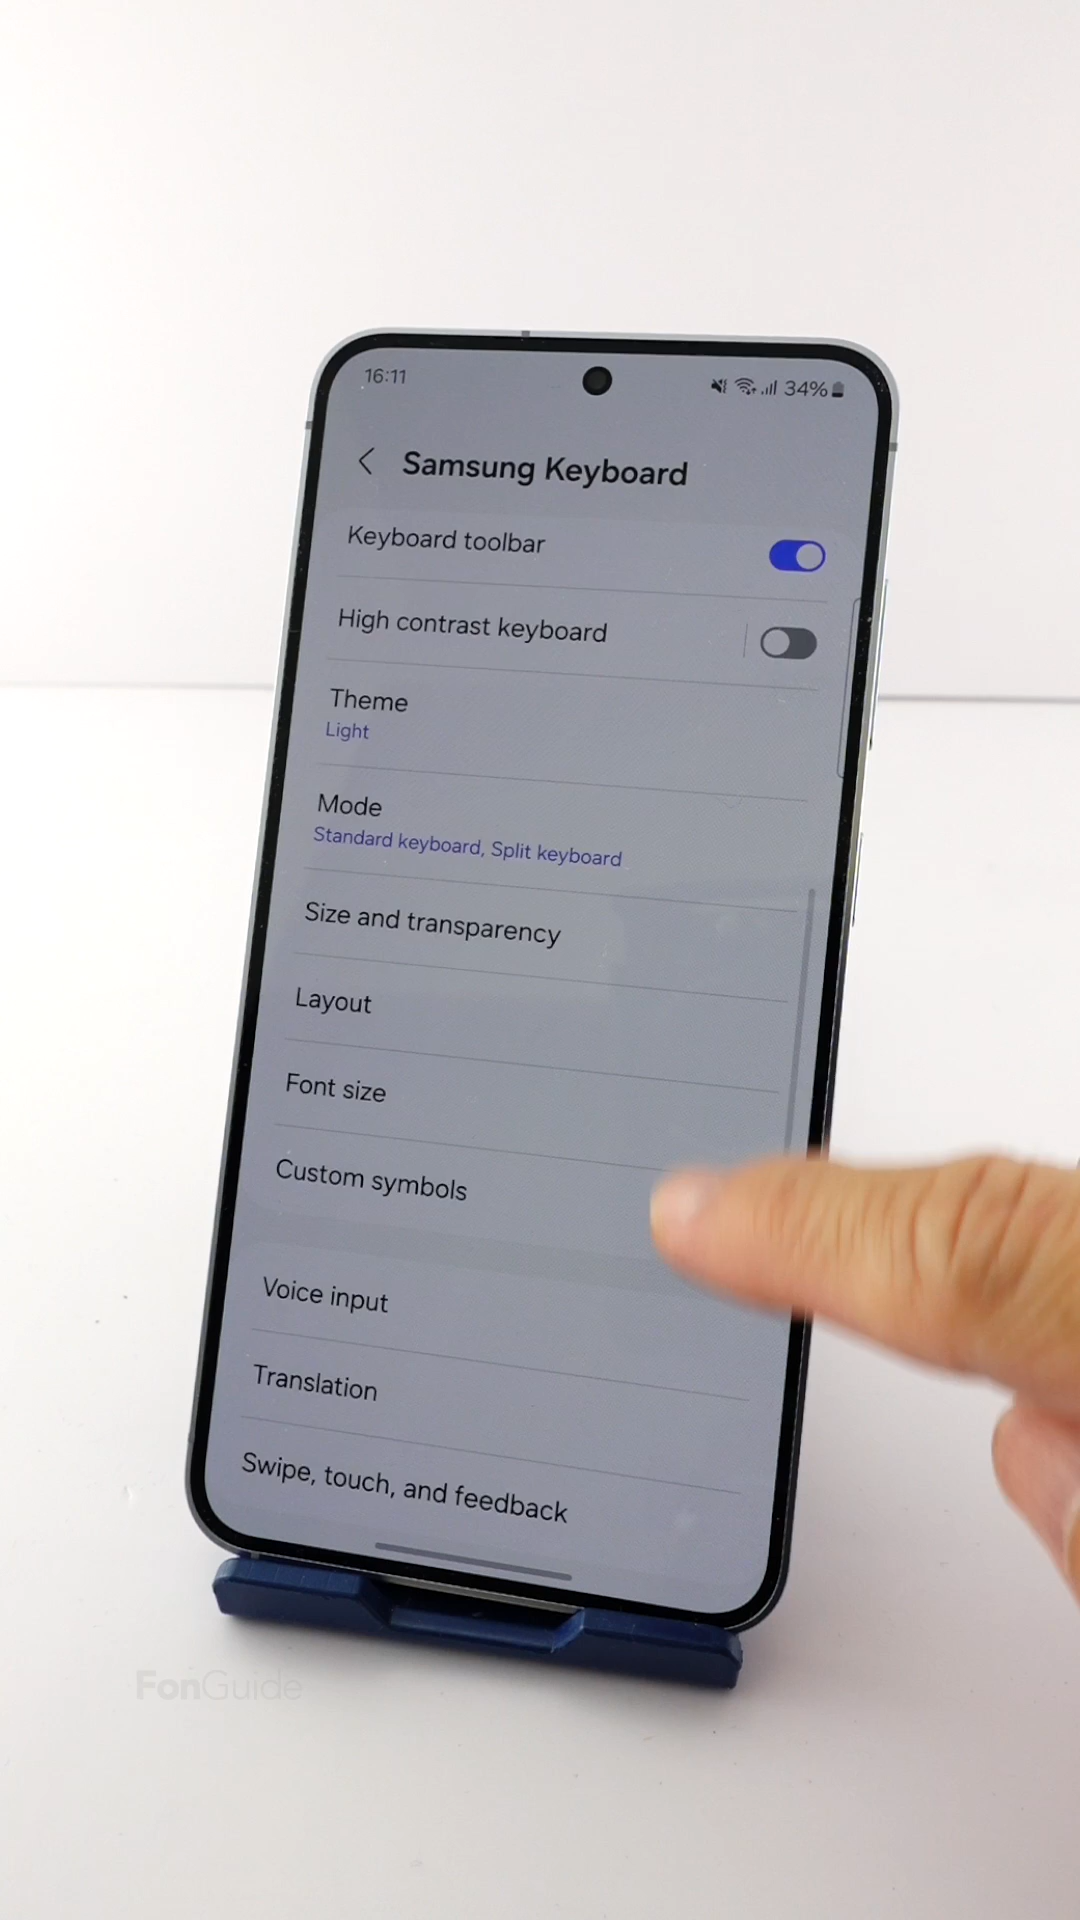 16:11
34%
Samsung Keyboard
Keyboard toolbar
High contrast keyboard
Theme
Light
Mode
Standard keyboard, Split keyboard
Size and transparency
Layout
Font size
Custom symbols
Voice input
Translation
Swipe, touch, and feedback
FonGuide